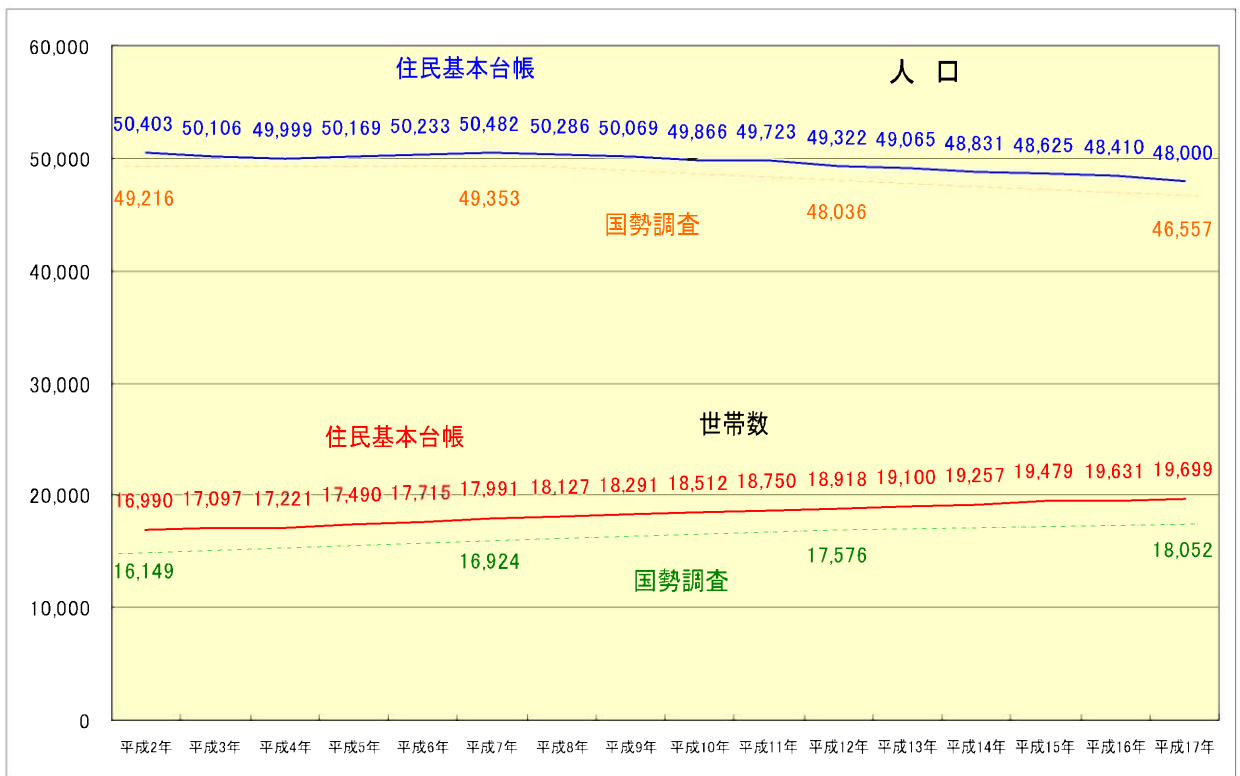 60,000
住民基本台帳
人 口
50,403 50,106 49,999 50,169 50,233 50,482 50,286 50,069 49,866 49,723 49,322 49,065 48,831 48,625 48,410 48,000
50,000
49,216 49,353 48,036 46,557
国勢調査
40,000
30,000
世帯数
住民基本台帳
16,990 17,097 17,221 17,490 17,715 17,991 18,127 18,291 18,512 18,750 18,918 19,100 19,257 19,479 19,631 19,699
20,000
16,149 16,924 17,576 18,052
国勢調査
10,000
0
平成2年 平成3年 平成4年 平成5年 平成6年 平成7年 平成8年 平成9年 平成10年 平成11年 平成12年 平成13年 平成14年 平成15年 平成16年 平成17年